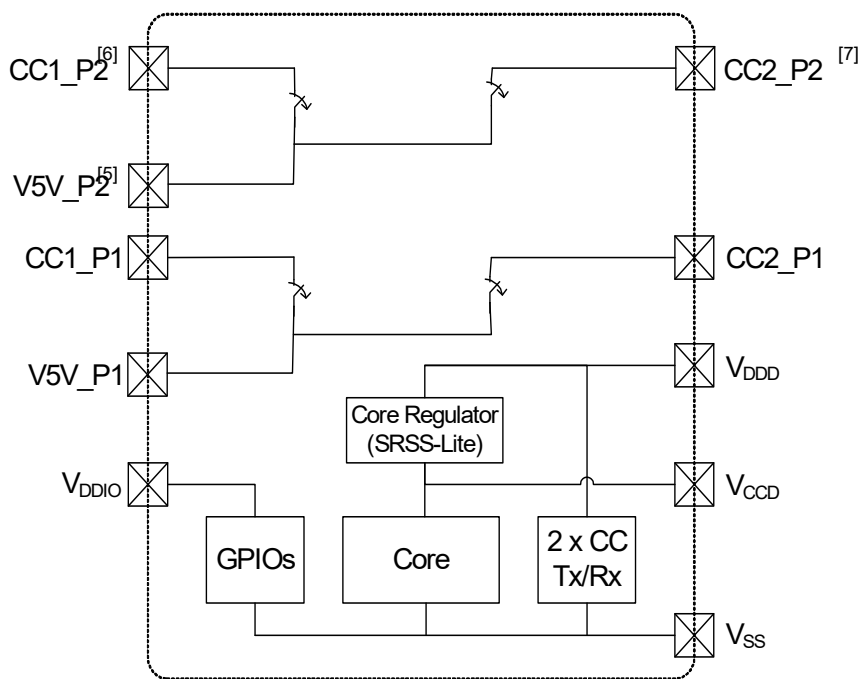 CC1_P2[6]
CC2_P2 [7]
V5V_P2[5]
CC1_P1
CC2_P1
V5V_P1
VDDD
Core Regulator
(SRSS-Lite)
VDDIO
VCCD
GPIOs
Core
2 x CC
Tx/Rx
VSS